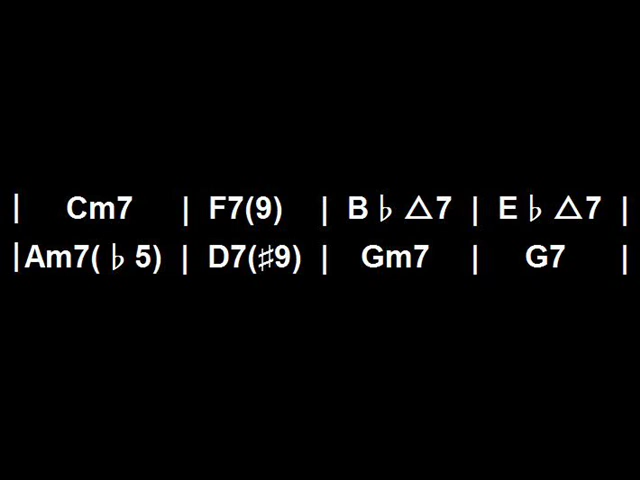 | Cm7 | F7(9) | B♭△7 | E♭△7 |
| Am7(♭5) | D7(♯9) | Gm7 | G7 |